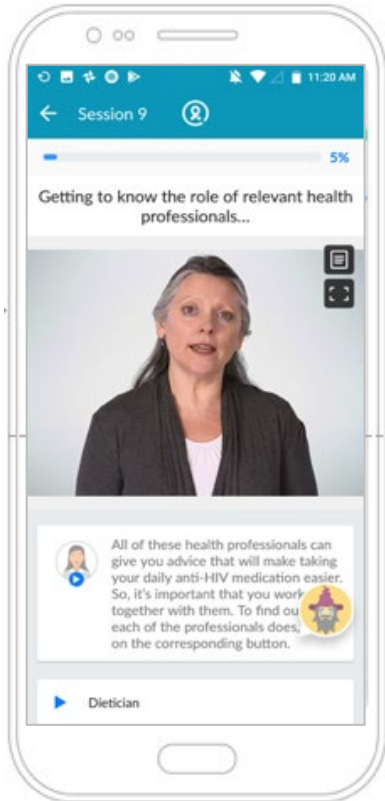 11:20 AM
Session 9
5%
Getting to know the role of relevant health
professionals...
All of these health professionals can
give you advice that will make taking
your daily anti-HIV medication easier.
So, it's important that you work
together with them. To find
each of the professionals does,
on the corresponding button.
Dietician